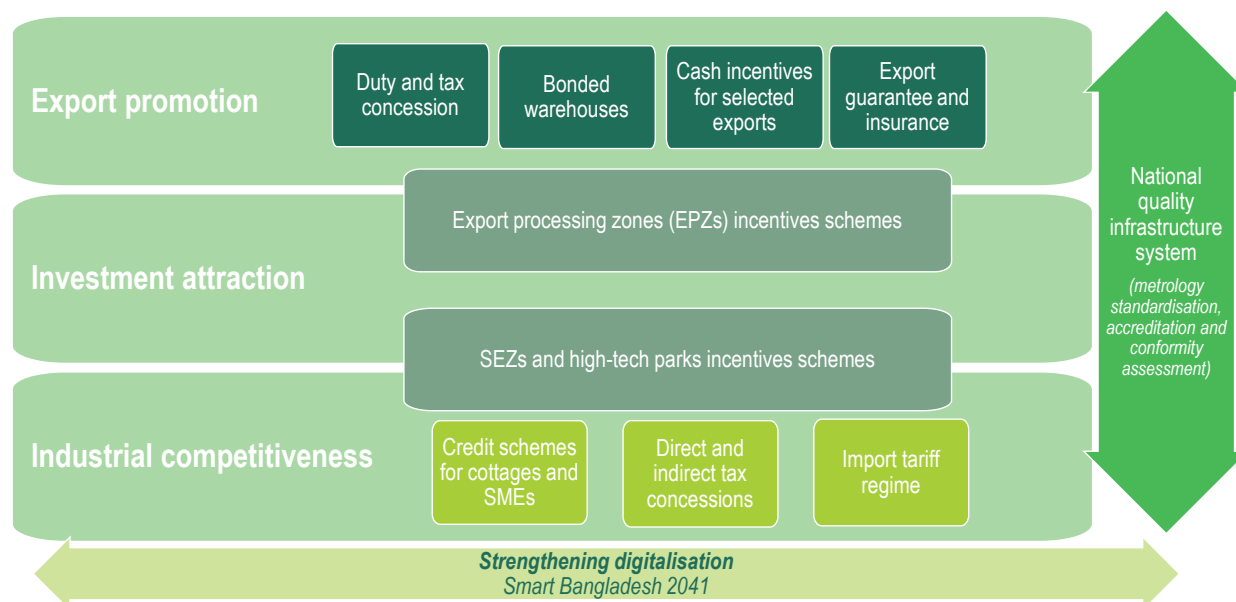 Export promotion
Duty and tax
concession
Bonded
warehouses
Cash incentives
for selected
exports
Export
guarantee and
insurance
Export processing zones (EPZs) incentives schemes
Investment attraction
SEZs and high-tech parks incentives schemes
Industrial competitiveness
Credit schemes
for cottages and
SMEs
Direct and
indirect tax
concessions
Import tariff
regime
National
quality
infrastructure
system
(metrology
standardisation,
accreditation and
conformity
assessment)
Strengthening digitalisation
Smart Bangladesh 2041